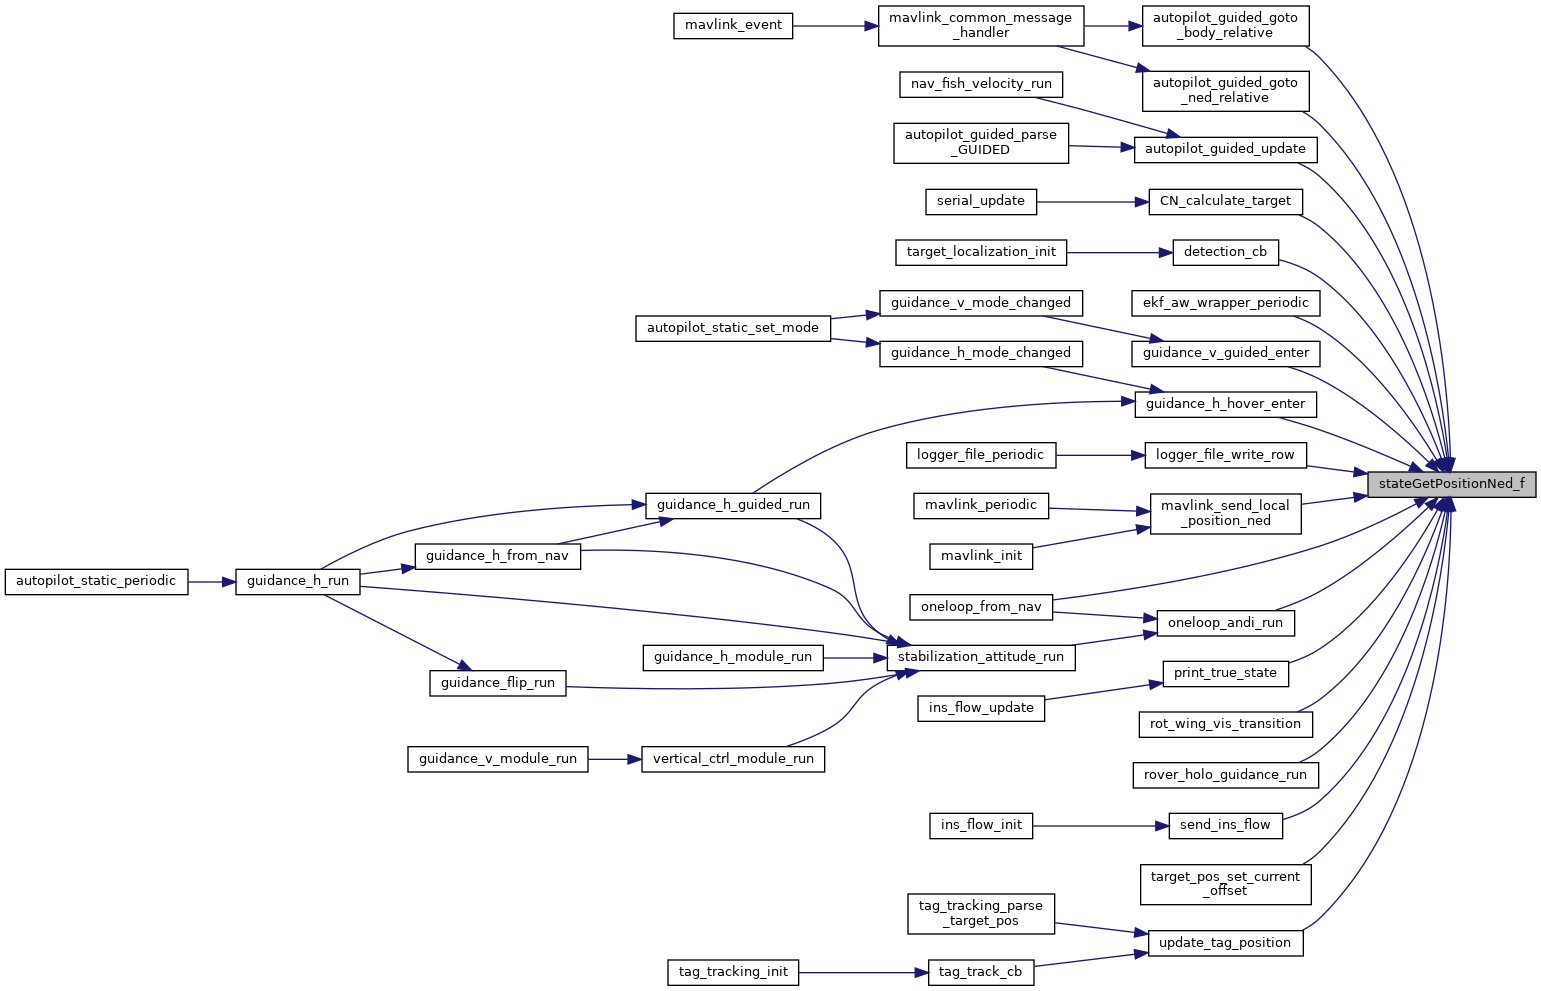 mavlink_event
mavlink_common_message
_handler
autopilot_guided_goto
_body_relative
nav_fish_velocity_run
autopilot_guided_goto
_ned_relative
autopilot_guided_parse
_GUIDED
autopilot_guided_update
serial_update
CN_calculate_target
target_localization_init
detection_cb
guidance_v_mode_changed
ekf_aw_wrapper_periodic
autopilot_static_set_mode
guidance_h_mode_changed
guidance_v_guided_enter
guidance_h_hover_enter
logger_file_periodic
logger_file_write_row
stateGetPositionNed_f
guidance_h_guided_run
mavlink_periodic
mavlink_send_local
_position_ned
guidance_h_from_nav
mavlink_init
autopilot_static_periodic
guidance_h_run
oneloop_from_nav
oneloop_andi_run
guidance_h_module_run
stabilization_attitude_run
guidance_flip_run
print_true_state
ins_flow_update
rot_wing_vis_transition
guidance_v_module_run
vertical_ctrl_module_run
rover_holo_guidance_run
ins_flow_init
send_ins_flow
target_pos_set_current
_offset
tag_tracking_parse
_target_pos
update_tag_position
tag_tracking_init
tag_track_cb